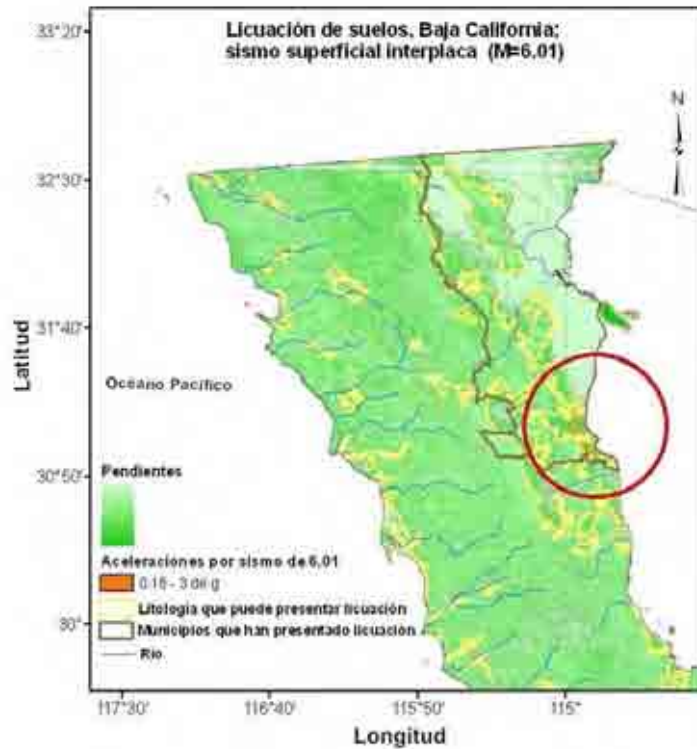 Licuación de suelos, Baja California:
sismo superficial interplaca (M=6.01)
N
33°20'
32°30'
31°40'
30°50'
30°
Latitud
Océano Pacífico
Pendientes
Aceleraciones por sismo de 6.01
0.16 - 3 de g
Litología que puede presentar licuación
Municipios que han presentado licuación
Río
117°30'
116°40'
115°50'
115°
Longitud